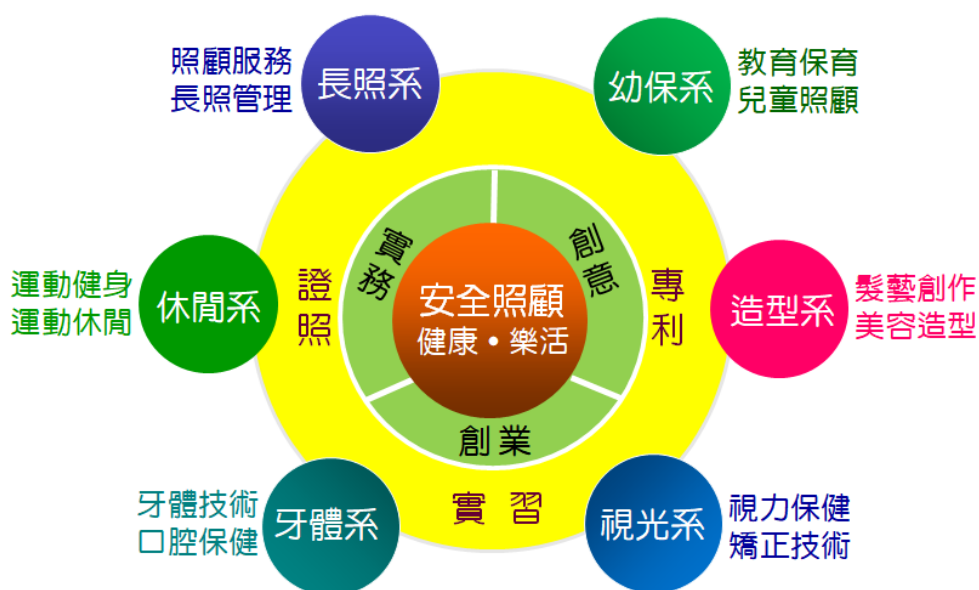 照顧服務
長照管理
長照系
幼保系
教育保育
兒童照顧
運動健身
運動休閒
休閒系
證照
實務
創意
安全照顧
健康・樂活
創業
專利
造型系
髮藝創作
美容造型
牙體技術
口腔保健
牙體系
實習
視光系
視力保健
矯正技術